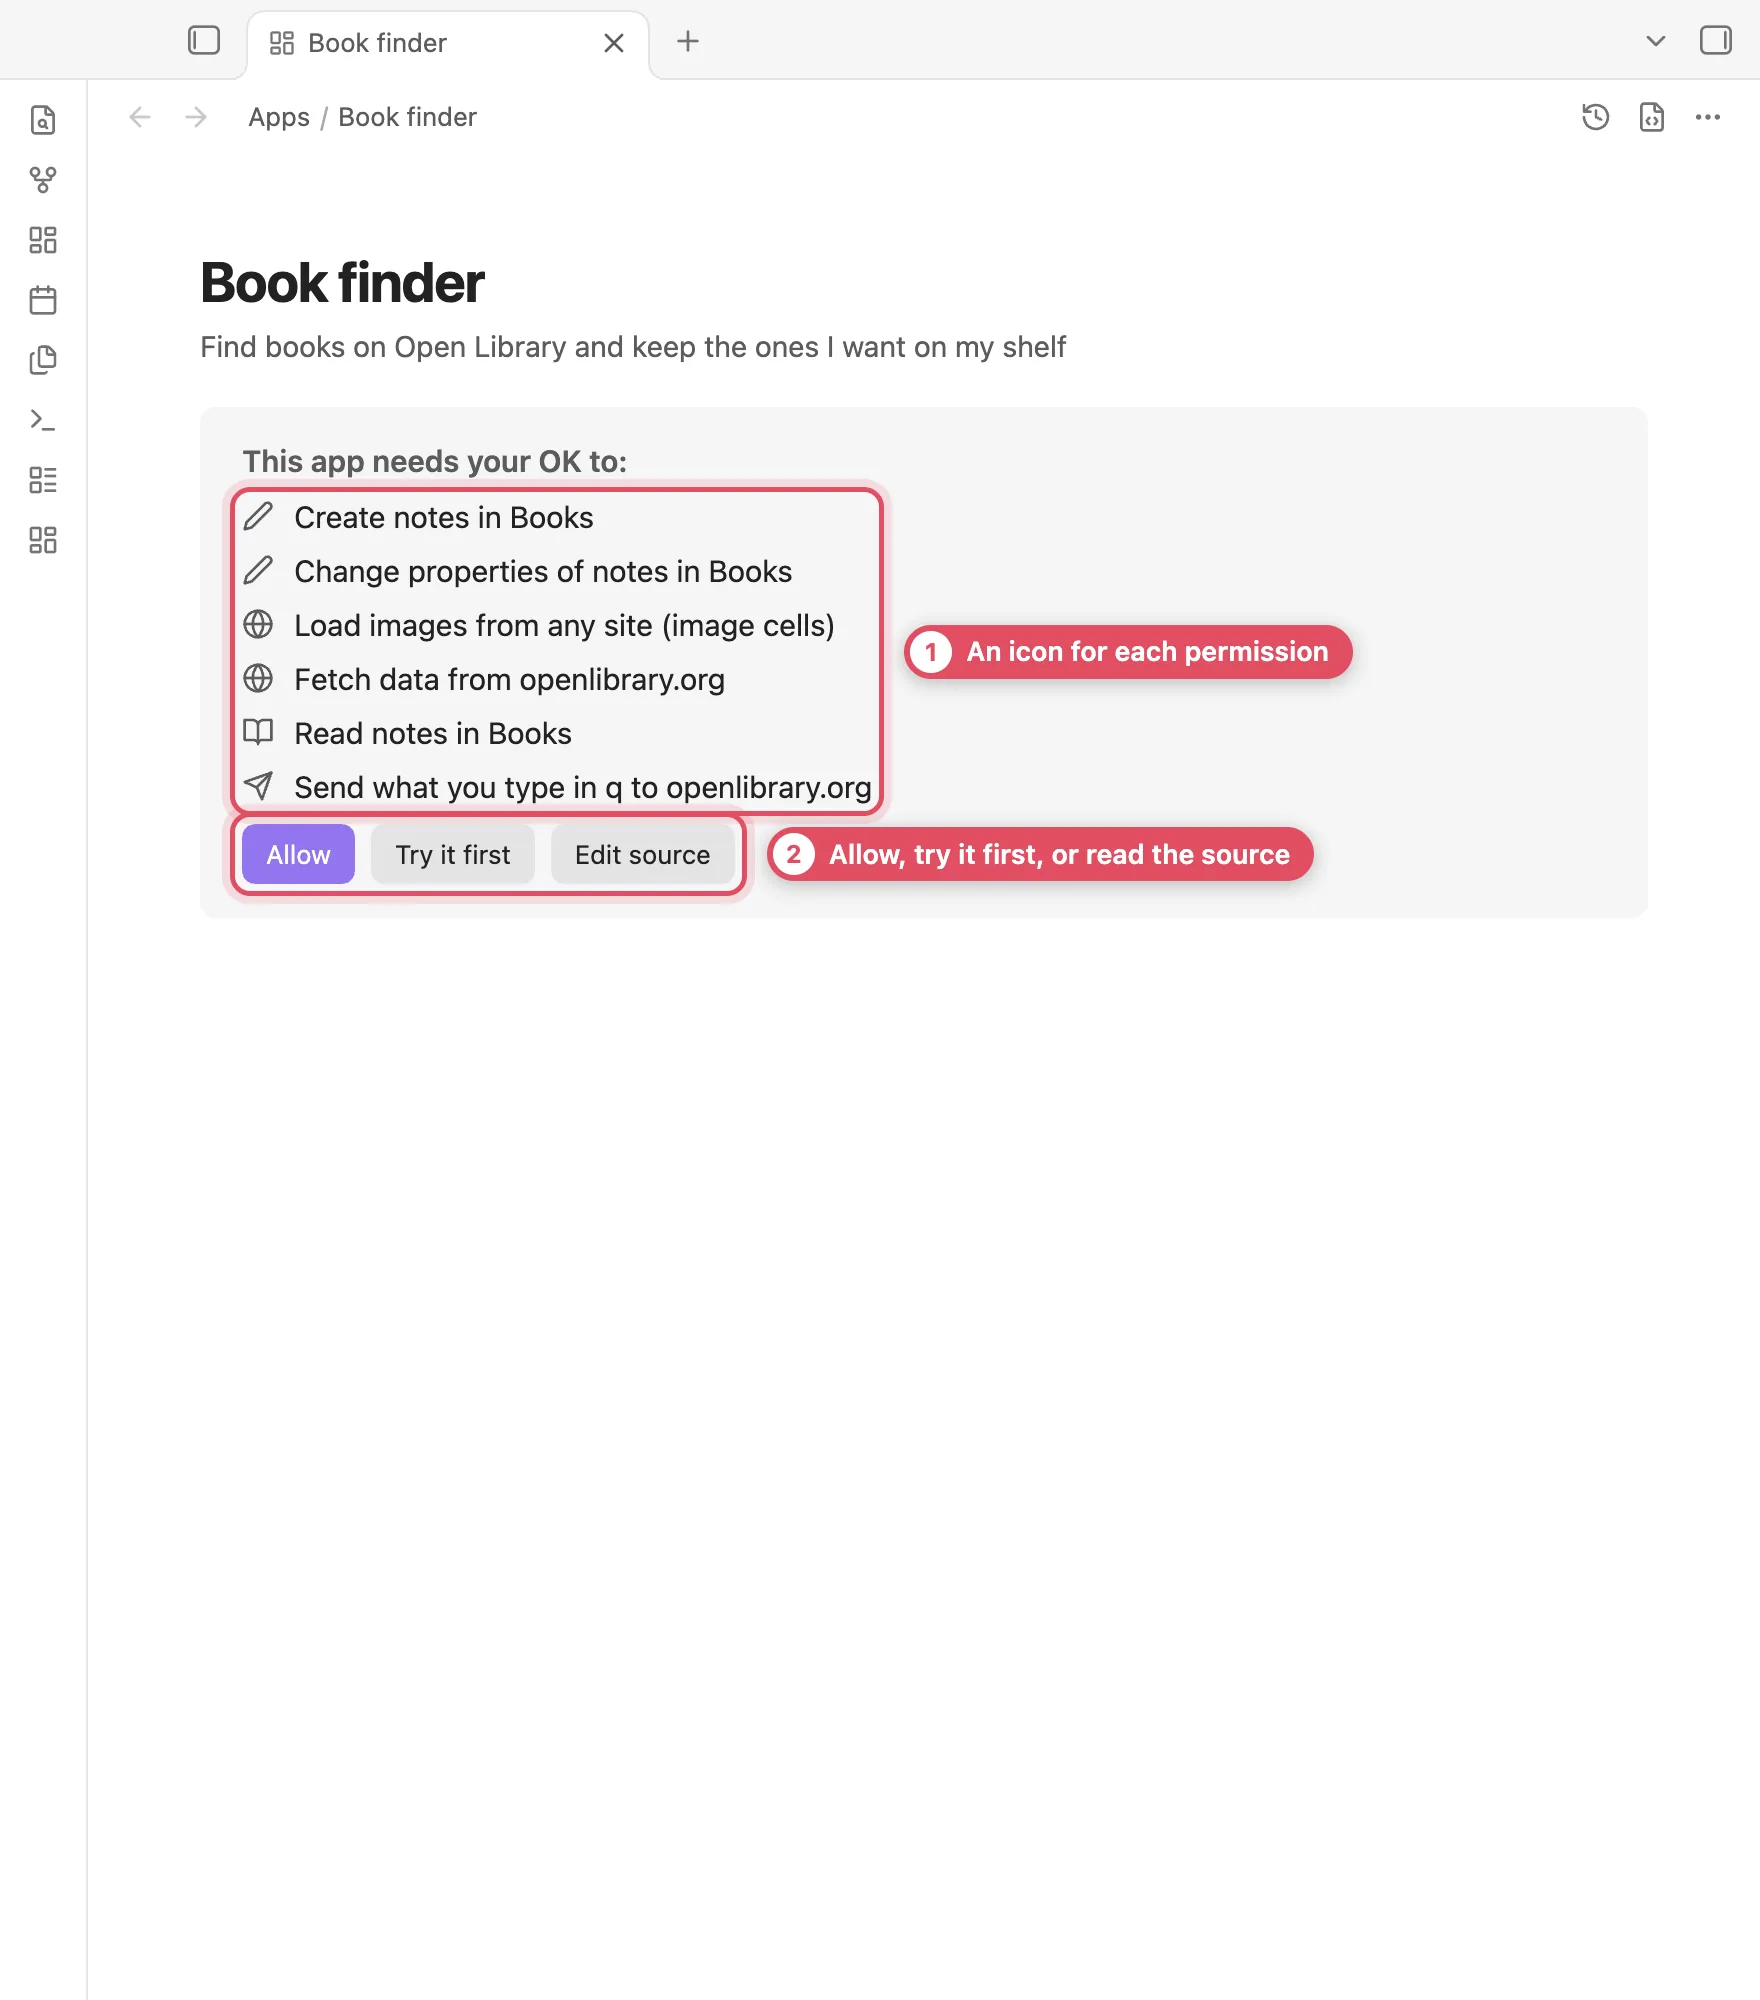 Book finder
Apps / Book finder
Book finder
Find books on Open Library and keep the ones I want on my shelf
This app needs your OK to:
Create notes in Books
Change properties of notes in Books
Load images from any site (image cells)
1 An icon for each permission
Fetch data from openlibrary.org
Read notes in Books
Send what you type in q to openlibrary.org
Allow Try it first Edit source
2 Allow, try it first, or read the source